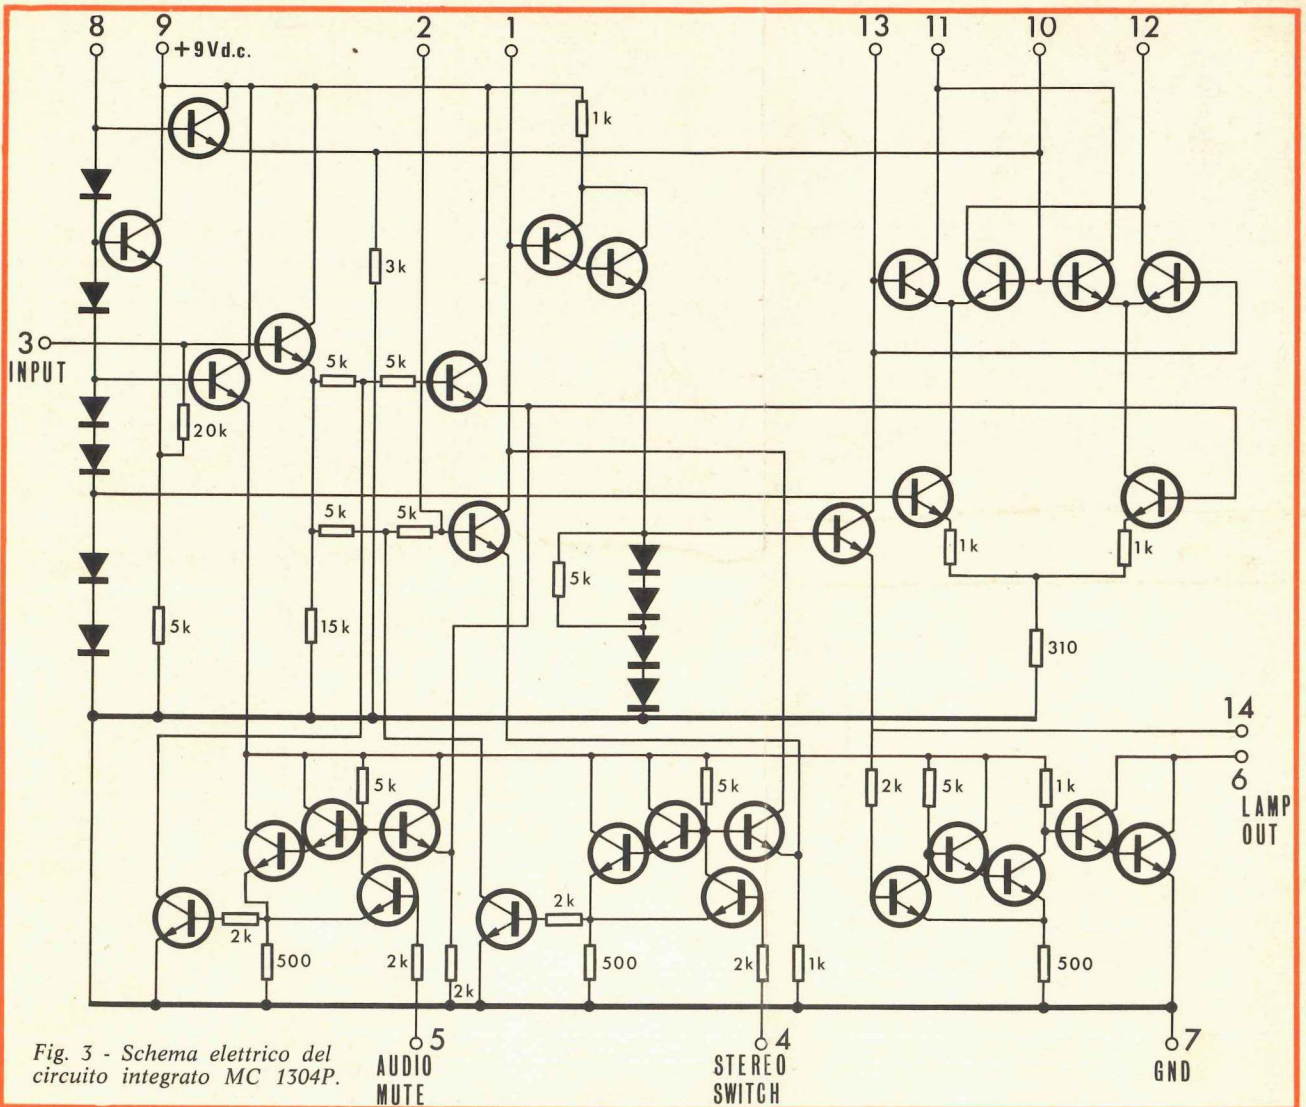 8 9 2 1 13 11 10 12
+9Vd.c.
1k
3k
3
INPUT
5k 5k
20k
5k 5k
1k 1k
5k
5k 15k
310
14
5k 5k 2k 5k 1k
6
LAMP
OUT
2k
2k
500 2k 500 2k 1k 500
2k
5 4 7
AUDIO
MUTE
STEREO
SWITCH
GND
Fig. 3 - Schema elettrico del
circuito integrato MC 1304P.